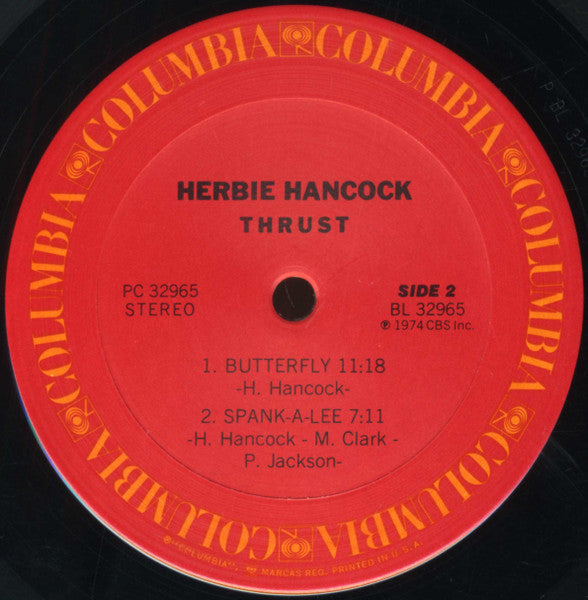 COLUMBIA COLUMBIA COLUMBIA COLUMBIA COLUMBIA COLUMBIA
HERBIE HANCOCK
THRUST
PC 32965
STEREO
SIDE 2
BL 32965
℗ 1974 CBS Inc.
1. BUTTERFLY 11:18
-H. Hancock-
2. SPANK-A-LEE 7:11
-H. Hancock - M. Clark -
P. Jackson-
"COLUMBIA", MARCAS REG. PRINTED IN U.S.A.